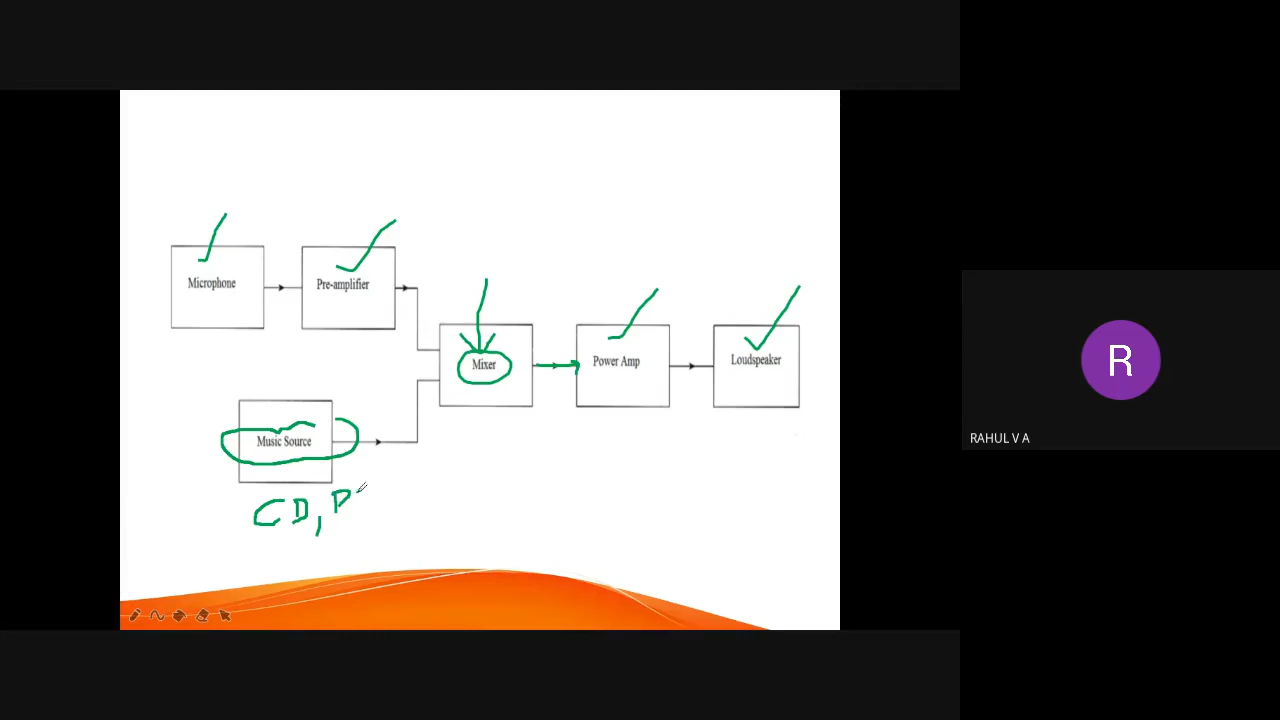 Microphone
Pre-amplifier
Mixer
Power Amp
Loudspeaker
Music Source
CD, P
R
RAHUL V A